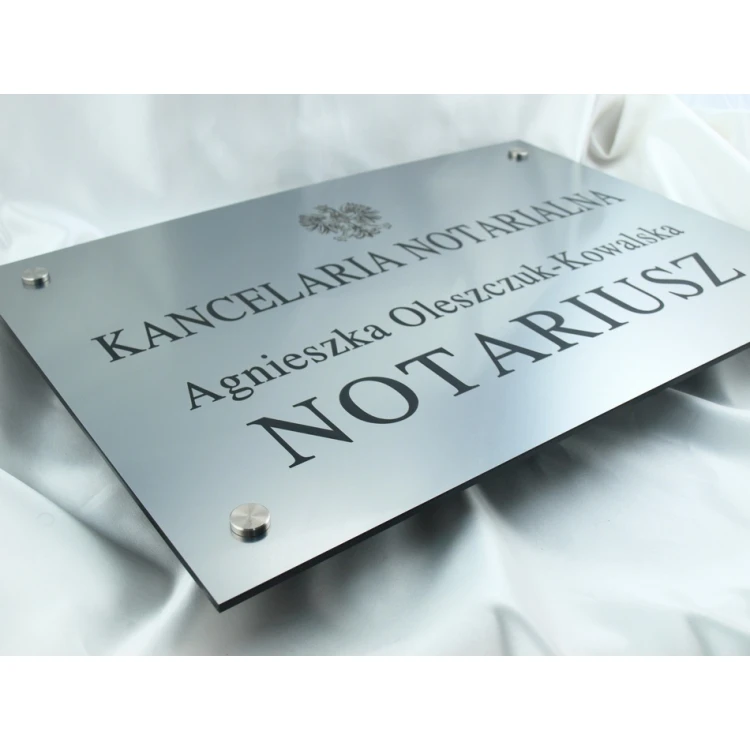 KANCELARIA NOTARIALNA
Agnieszka Oleszczuk-Kowalska
NOTARIUSZ